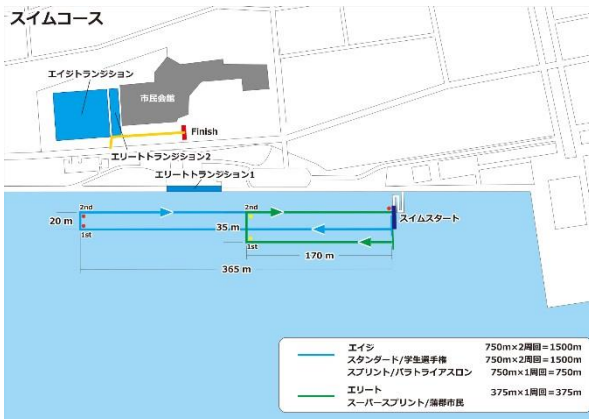 スイムコース
エイジトランジション
市民会館
Finish
エリートトランジション2
エリートトランジション1
2nd
2nd
スイムスタート
20 m
1st
35 m
1st
170 m
365 m
エイジ
スタンダード/学生選手権 750m×2周回=1500m
750m×2周回=1500m
スプリント/パラトライアスロン 750m×1周回=750m
エリート
375m×1周回=375m
スーパースプリント/蒲郡市民